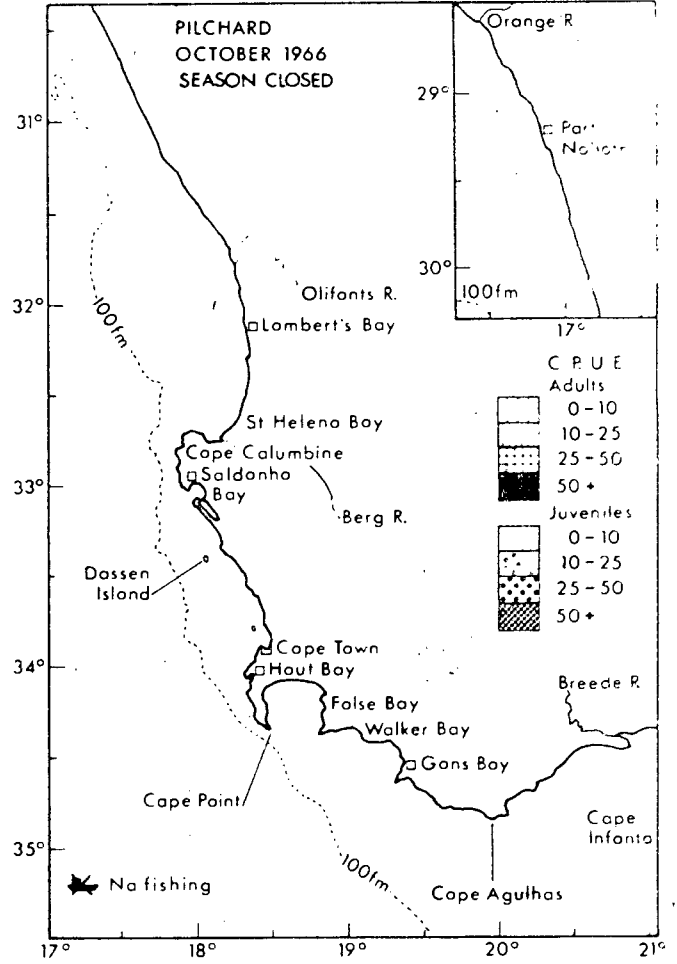 PILCHARD
OCTOBER 1966
SEASON CLOSED
Orange R
29°
30°
100fm
17°
31°
32°
33°
34°
35°
100fm
Olifants R.
Lambert's Bay
St Helena Bay
Cape Calumbine
Saldanha
Bay
Berg R.
Dassen
Island
Cape Town
Hout Bay
False Bay
Walker Bay
Gans Bay
Breede R.
Cape Point
Cape
Infanta
Cape Agulhas
100fm
No fishing
C P U E
Adults
0-10
10-25
25-50
50+
Juveniles
0-10
10-25
25-50
50+
17°
18°
19°
20°
21°